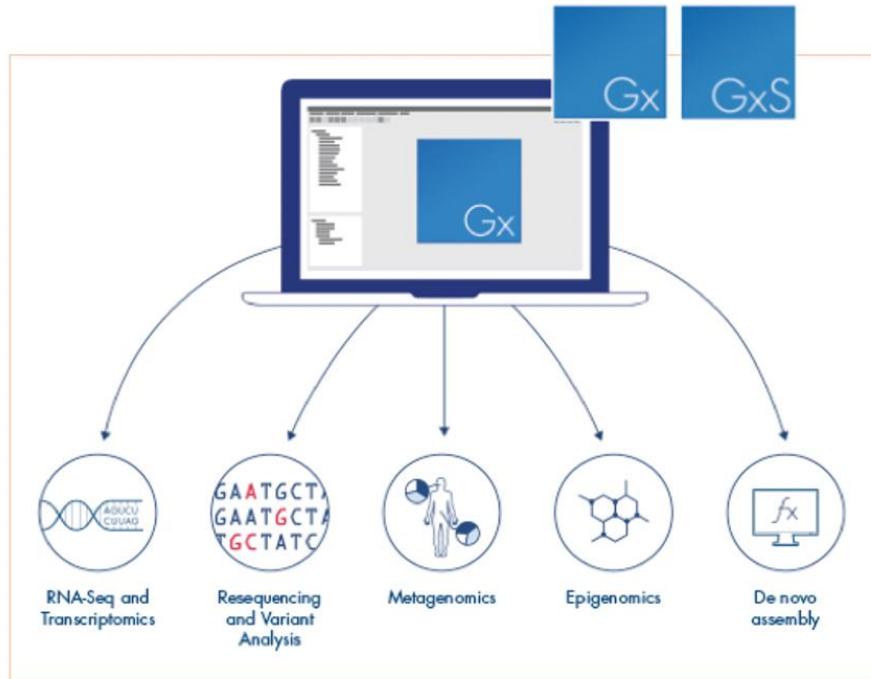 Gx
GxS
Gx
AGUCU
CUUAG
GAATGCTA
GAATGCTA
TGCTATC
fx
RNA-Seq and
Transcriptomics
Resequencing
and Variant
Analysis
Metagenomics
Epigenomics
De novo
assembly